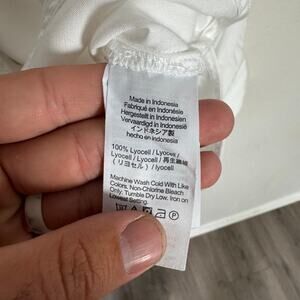 Made in Indonesia
Fabriqué en Indonésie
Hergestellt in Indonesien
Vervaardigd in Indonesië
インドネシア製
hecho en Indonesia
100% Lyocell / Lyocell /
Lyocell / Lyocell / 再生繊維
(リヨセル) / lyocell
Machine Wash Cold With Like
Colors. Non-Chlorine Bleach
Only. Tumble Dry Low. Iron on
Lowest Setting.